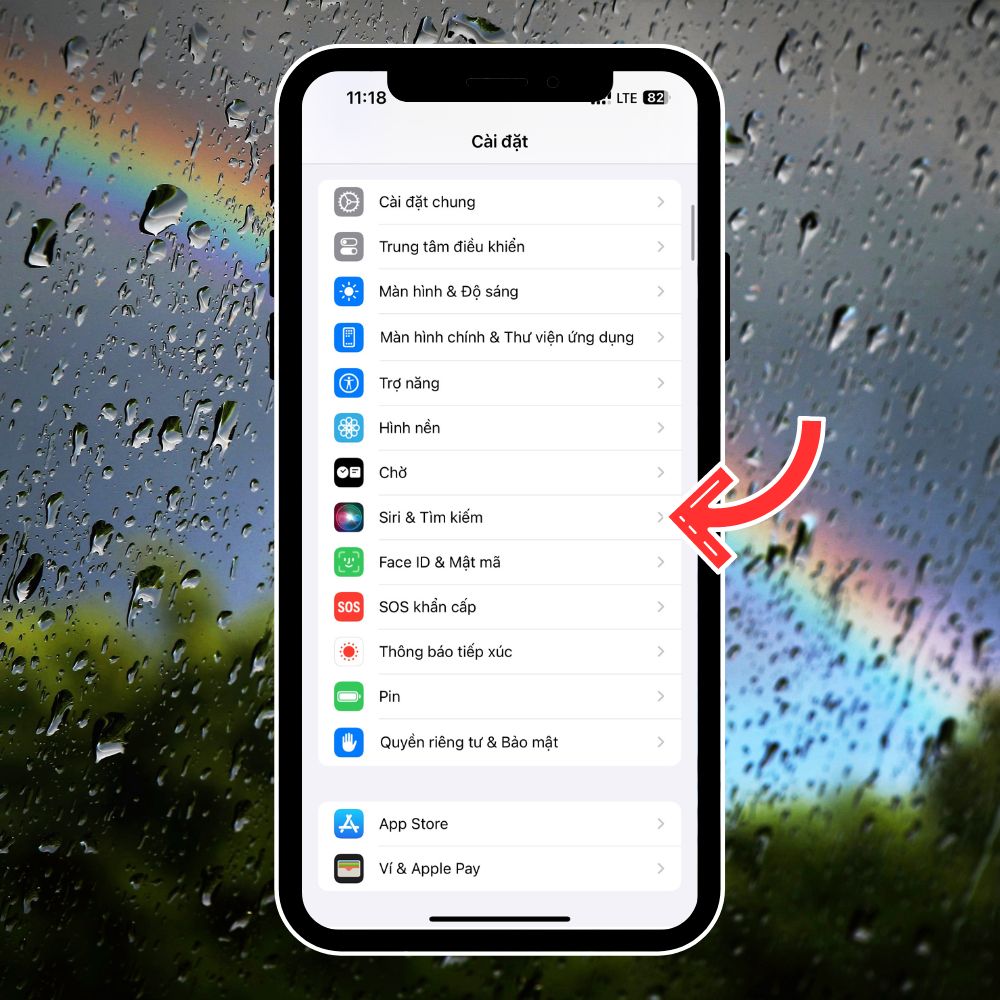 11:18 LTE 82
Cài đặt
Cài đặt chung
Trung tâm điều khiển
Màn hình & Độ sáng
Màn hình chính & Thư viện ứng dụng
Trợ năng
Hình nền
Chờ
Siri & Tìm kiếm
Face ID & Mật mã
SOS SOS khẩn cấp
Thông báo tiếp xúc
Pin
Quyền riêng tư & Bảo mật
App Store
Ví & Apple Pay